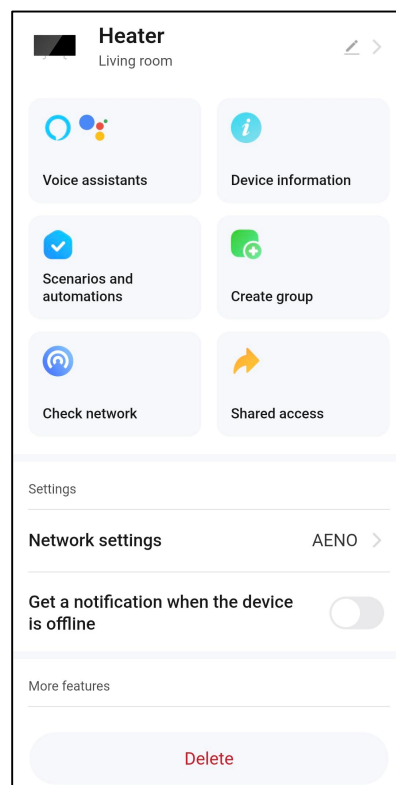 Heater
Living room
Voice assistants
Device information
Scenarios and
automations
Create group
Check network
Shared access
Settings
Network settings
AENO
Get a notification when the device
is offline
More features
Delete